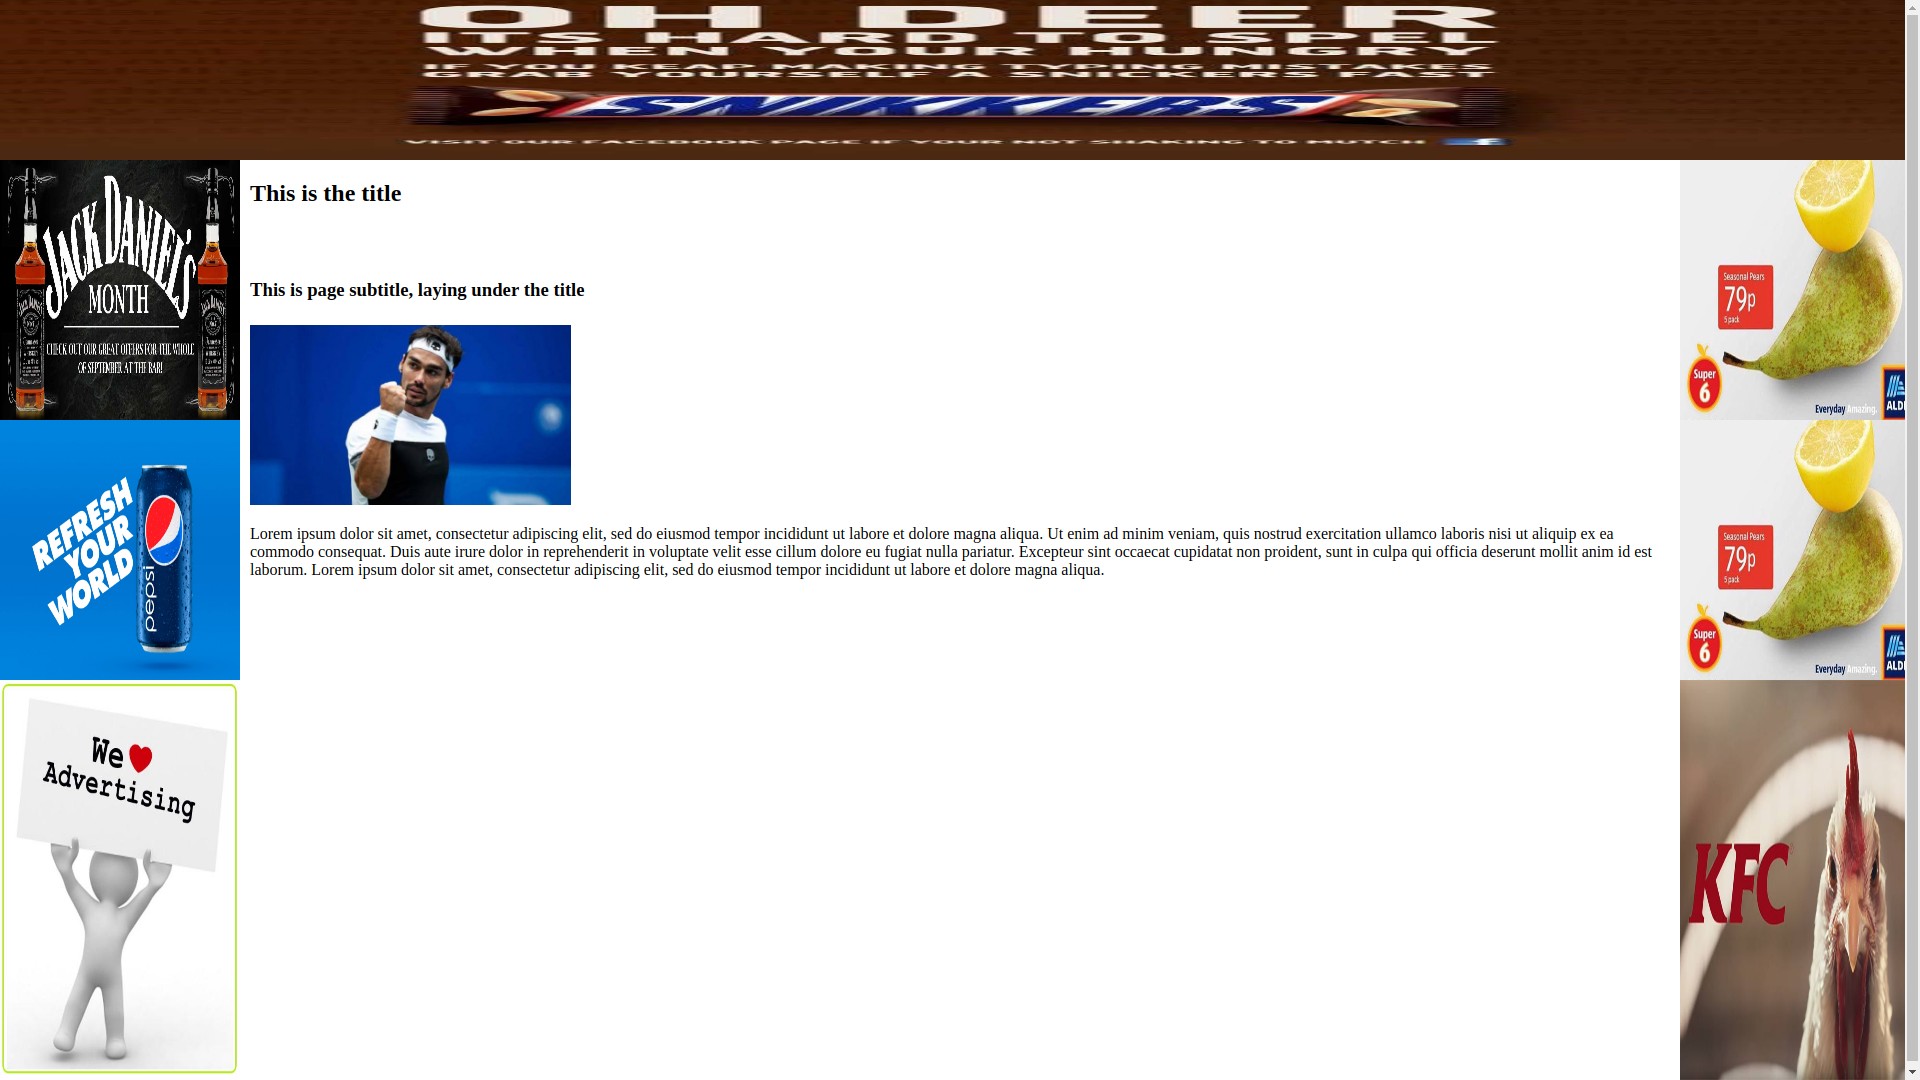 OH DEER
ITS HARD TO SPEL
WHEN YOUR HUNGRY
IF YOU KEAP MAKING TYPING MISTAKES
GRAB YOURSELF A SNICKERS FAST
SNIKKERS
VISIT OUR FACEBOOK PAGE IF YOUR NOT SHAKING TO MUTCH
JACK DANIEL'S
MONTH
CHECK OUT OUR GREAT OFFERS FOR THE WHOLE
OF SEPTEMBER AT THE BAR!
REFRESH
YOUR
WORLD
pepsi
We
Advertising
This is the title
This is page subtitle, laying under the title
Lorem ipsum dolor sit amet, consectetur adipiscing elit, sed do eiusmod tempor incididunt ut labore et dolore magna aliqua. Ut enim ad minim veniam, quis nostrud exercitation ullamco laboris nisi ut aliquip ex ea
commodo consequat. Duis aute irure dolor in reprehenderit in voluptate velit esse cillum dolore eu fugiat nulla pariatur. Excepteur sint occaecat cupidatat non proident, sunt in culpa qui officia deserunt mollit anim id est
laborum. Lorem ipsum dolor sit amet, consectetur adipiscing elit, sed do eiusmod tempor incididunt ut labore et dolore magna aliqua.
Seasonal Pears
79p
5 pack
Super
6
Everyday Amazing.
ALDI
Seasonal Pears
79p
5 pack
Super
6
Everyday Amazing.
ALDI
KFC